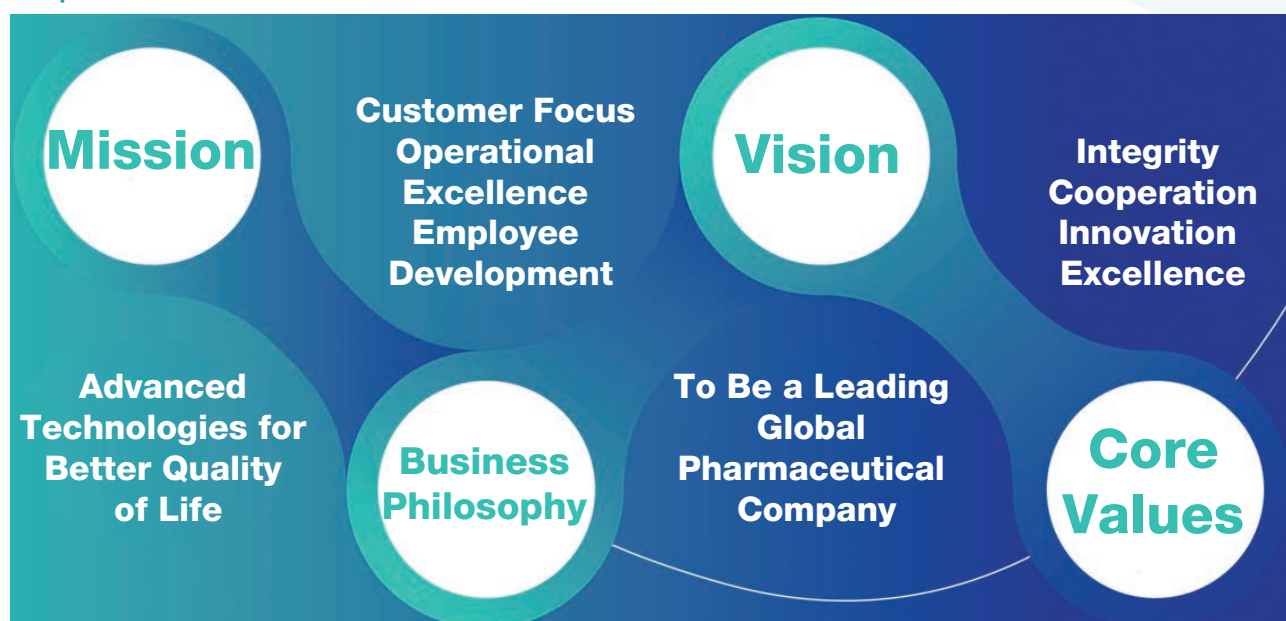 Mission
Advanced
Technologies for
Better Quality
of Life
Customer Focus
Operational
Excellence
Employee
Development
Business
Philosophy
Vision
To Be a Leading
Global
Pharmaceutical
Company
Integrity
Cooperation
Innovation
Excellence
Core
Values